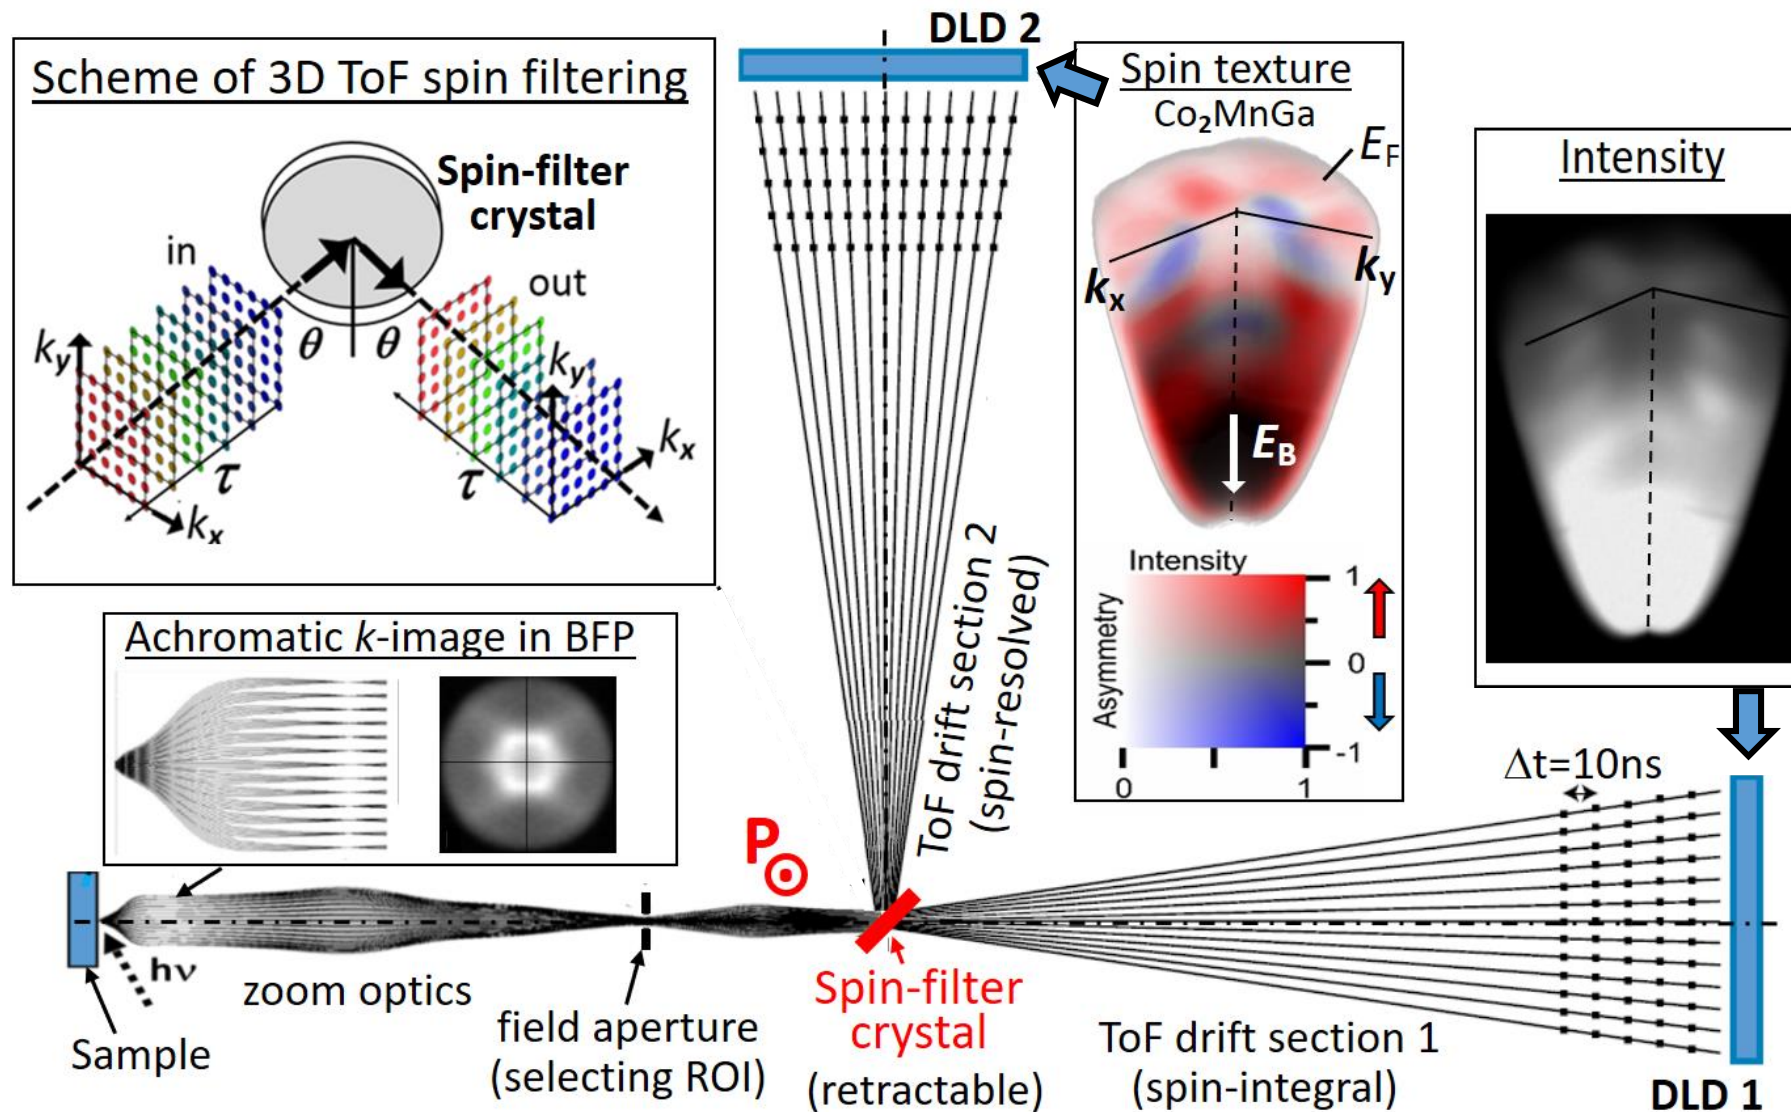 Scheme of 3D ToF spin filtering
Spin-filter
crystal
in
out
θ
θ
ky
kx
τ
ky
kx
τ
DLD 2
Spin texture
Co₂MnGa
EF
kx
ky
EB
Intensity
Asymmetry
1
0
-1
0
1
Intensity
Achromatic k-image in BFP
ToF drift section 2
(spin-resolved)
Δt=10ns
P
hν
zoom optics
Sample
field aperture
(selecting ROI)
Spin-filter
crystal
(retractable)
ToF drift section 1
(spin-integral)
DLD 1